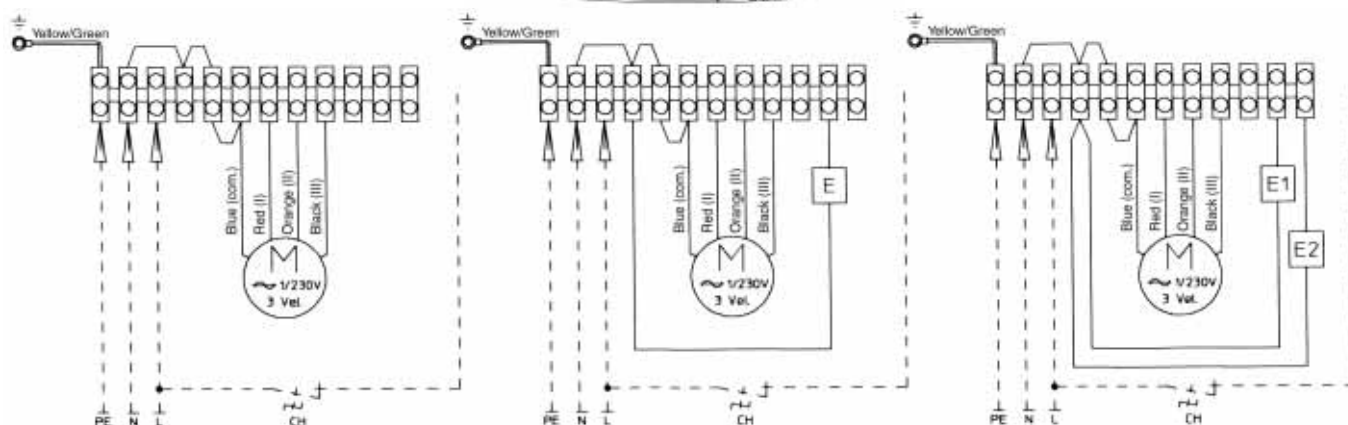 Yellow/Green
Blue (com.)
Red (I)
Orange (II)
Black (III)
M
~ 1/230V
3 Vel.
PE
N
L
CH
Yellow/Green
Blue (com.)
Red (I)
Orange (II)
Black (III)
E
M
~ 1/230V
3 Vel.
PE
N
L
CH
Yellow/Green
Blue (com.)
Red (I)
Orange (II)
Black (III)
E1
E2
M
~ 1/230V
3 Vel.
PE
N
L
CH